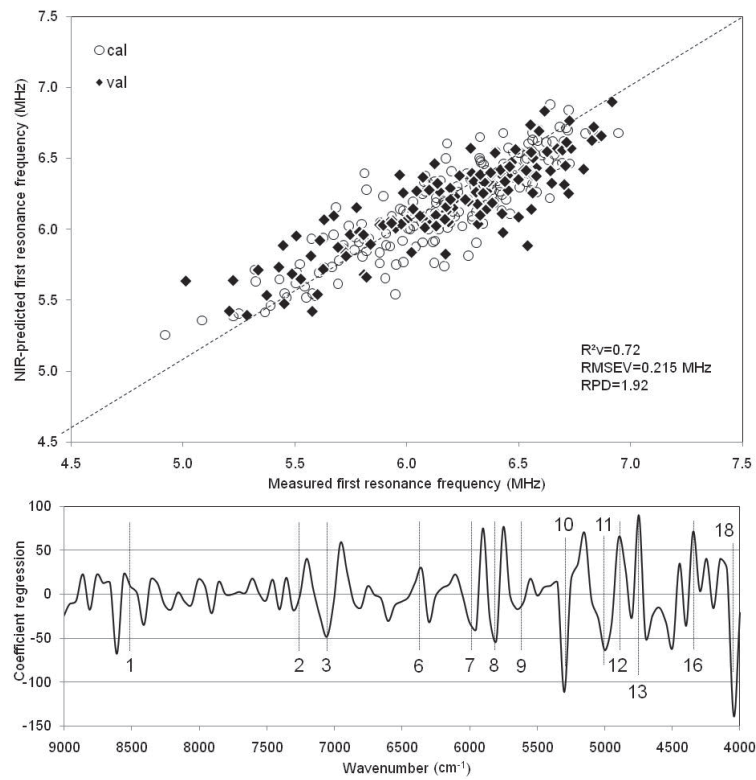 7.5
cal
val
7.0
6.5
6.0
5.5
5.0
4.5
NIR-predicted first resonance frequency (MHz)
R²v=0.72
RMSEV=0.215 MHz
RPD=1.92
4.5 5.0 5.5 6.0 6.5 7.0 7.5
Measured first resonance frequency (MHz)
100
50
0
-50
-100
-150
Coefficient regression
10 11 18
1 2 3 6 7 8 9 12 16
13
9000 8500 8000 7500 7000 6500 6000 5500 5000 4500 4000
Wavenumber (cm-1)